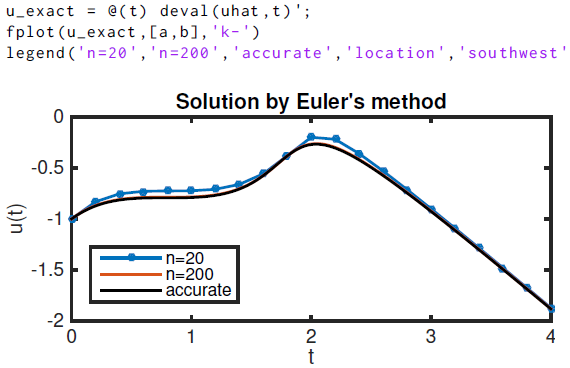 u_exact = @(t) deval(uhat,t)';
fplot(u_exact,[a,b],'k-')
legend('n=20','n=200','accurate','location','southwest'
Solution by Euler's method
0
-0.5
-1
-1.5
-2
u(t)
n=20
n=200
accurate
0 1 2 3 4
t